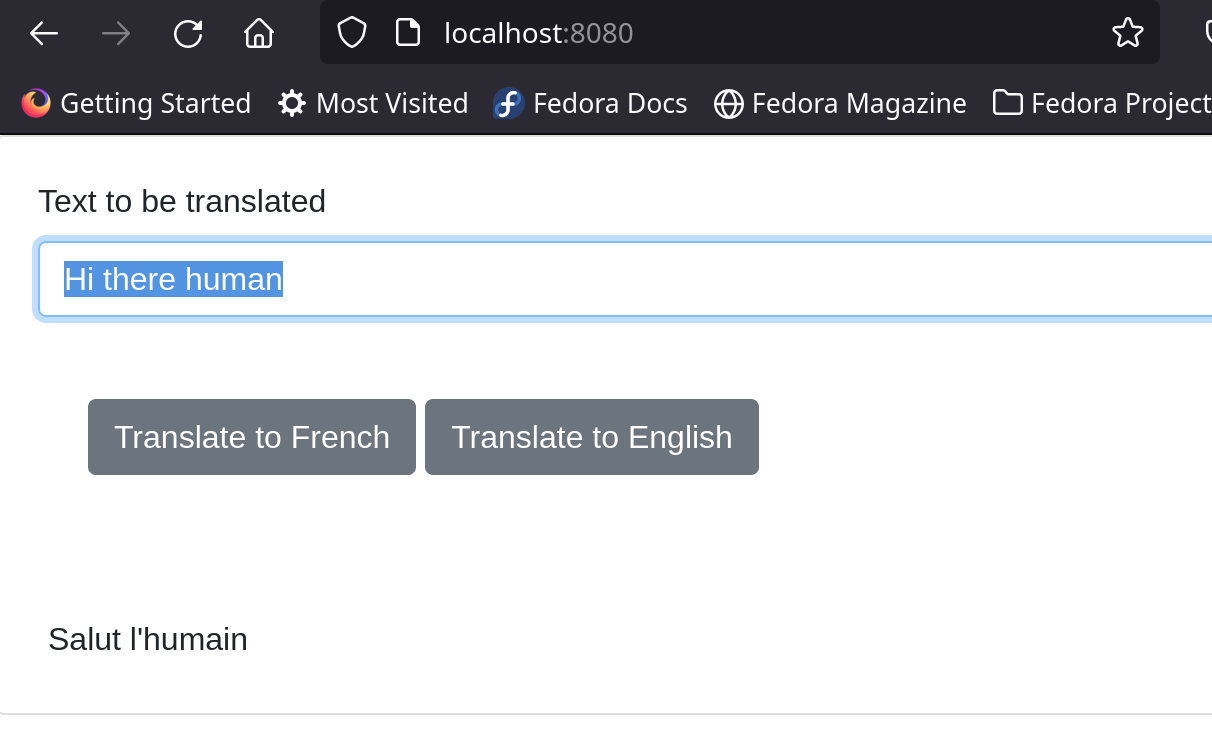 localhost:8080
Getting Started Most Visited Fedora Docs Fedora Magazine Fedora Project
Text to be translated
Hi there human
Translate to French Translate to English
Salut l'humain